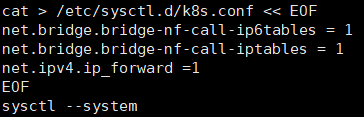 cat > /etc/sysctl.d/k8s.conf << EOF
net.bridge.bridge-nf-call-ip6tables = 1
net.bridge.bridge-nf-call-iptables = 1
net.ipv4.ip_forward =1
EOF
sysctl --system